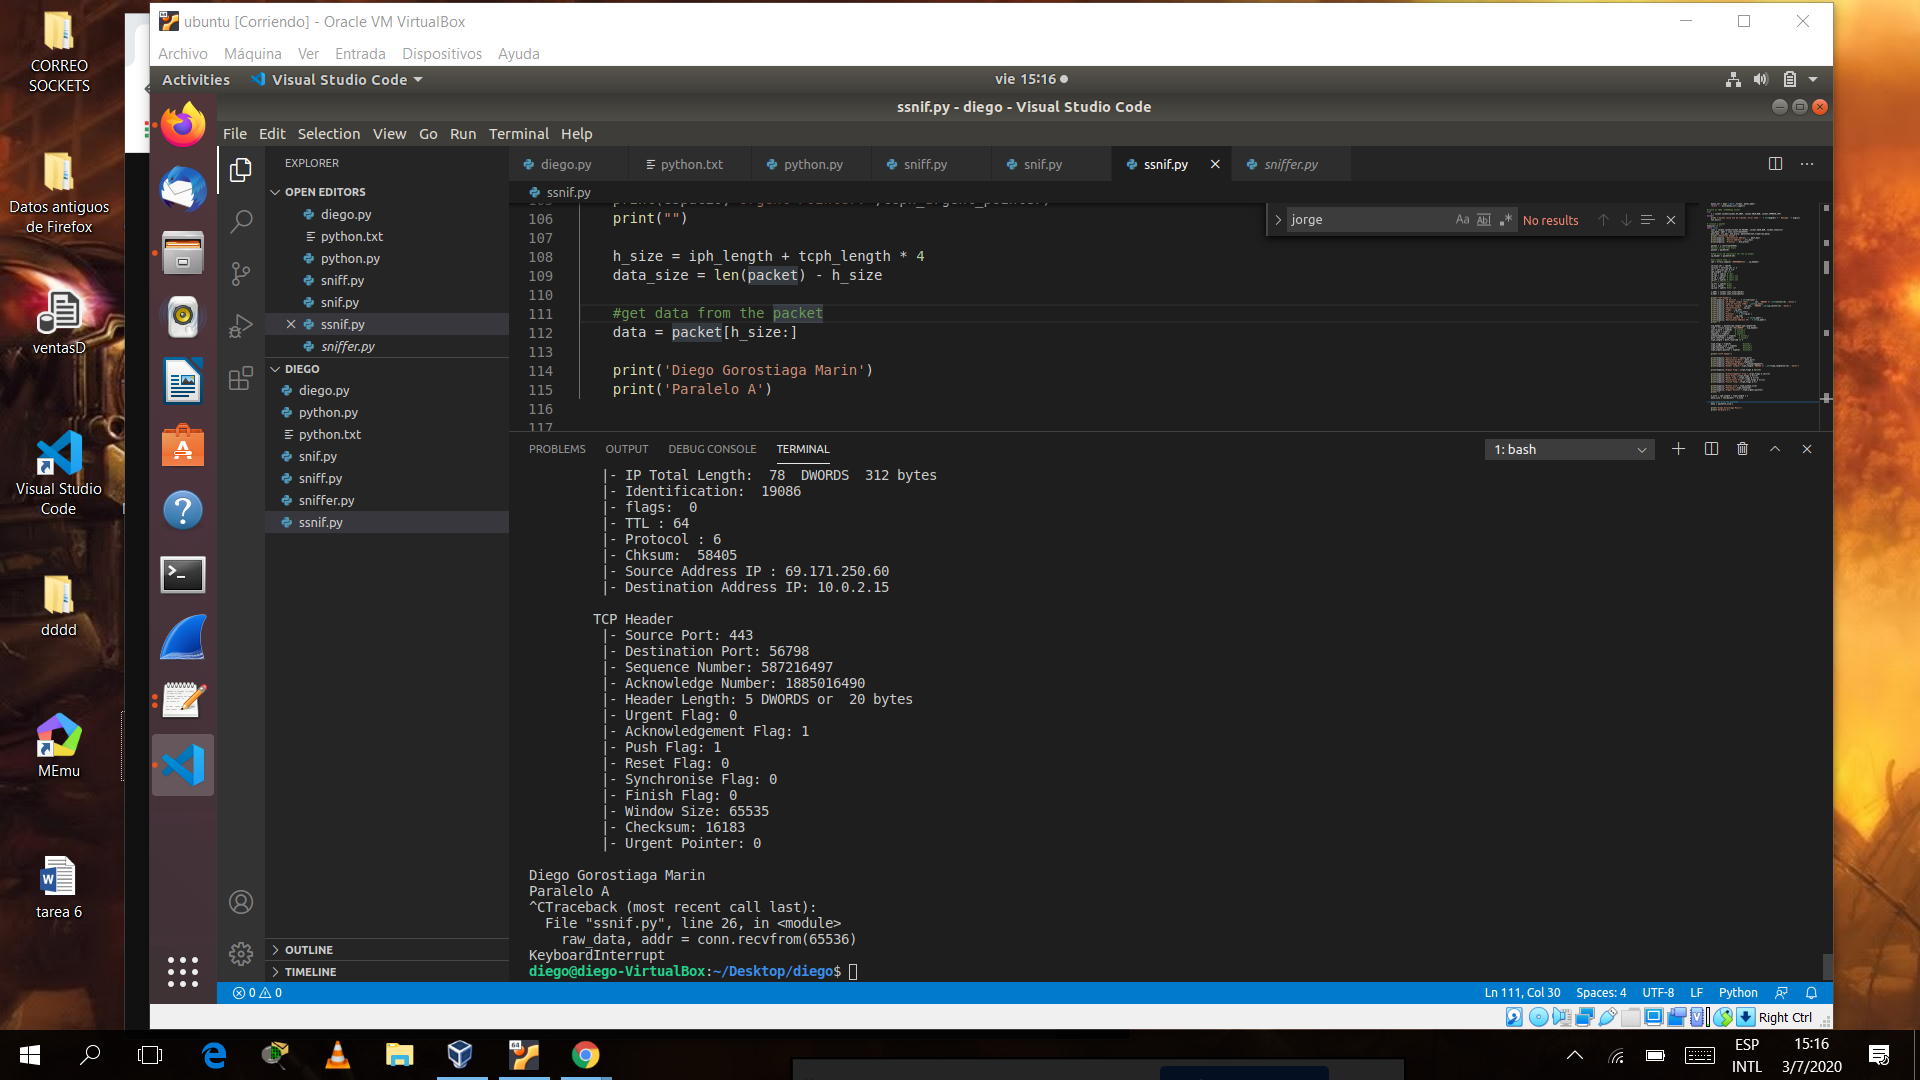 CORREO
SOCKETS
Datos antiguos
de Firefox
ventasD
Visual Studio
Code
dddd
MEmu
tarea 6
ubuntu [Corriendo] - Oracle VM VirtualBox
Archivo Máquina Ver Entrada Dispositivos Ayuda
Activities Visual Studio Code vie 15:16
ssnif.py - diego - Visual Studio Code
File Edit Selection View Go Run Terminal Help
EXPLORER
OPEN EDITORS
diego.py
python.txt
python.py
sniff.py
snif.py
ssnif.py
sniffer.py
DIEGO
diego.py
python.py
python.txt
snif.py
sniff.py
sniffer.py
ssnif.py
OUTLINE
TIMELINE
diego.py python.txt python.py sniff.py snif.py ssnif.py sniffer.py
ssnif.py
jorge Aa Ab No results
106 print("")
107
108 h_size = iph_length + tcph_length * 4
109 data_size = len(packet) - h_size
110
111 #get data from the packet
112 data = packet[h_size:]
113
114 print('Diego Gorostiaga Marin')
115 print('Paralelo A')
116
117
PROBLEMS OUTPUT DEBUG CONSOLE TERMINAL 1: bash
|- IP Total Length:  78  DWORDS  312 bytes
|- Identification:  19086
|- flags:  0
|- TTL : 64
|- Protocol : 6
|- Chksum:  58405
|- Source Address IP : 69.171.250.60
|- Destination Address IP: 10.0.2.15
TCP Header
|- Source Port: 443
|- Destination Port: 56798
|- Sequence Number: 587216497
|- Acknowledge Number: 1885016490
|- Header Length: 5 DWORDS or  20 bytes
|- Urgent Flag: 0
|- Acknowledgement Flag: 1
|- Push Flag: 1
|- Reset Flag: 0
|- Synchronise Flag: 0
|- Finish Flag: 0
|- Window Size: 65535
|- Checksum: 16183
|- Urgent Pointer: 0
Diego Gorostiaga Marin
Paralelo A
^CTraceback (most recent call last):
File "ssnif.py", line 26, in <module>
raw_data, addr = conn.recvfrom(65536)
KeyboardInterrupt
diego@diego-VirtualBox:~/Desktop/diego$
0 0 Ln 111, Col 30 Spaces: 4 UTF-8 LF Python
Right Ctrl
ESP
INTL
15:16
3/7/2020